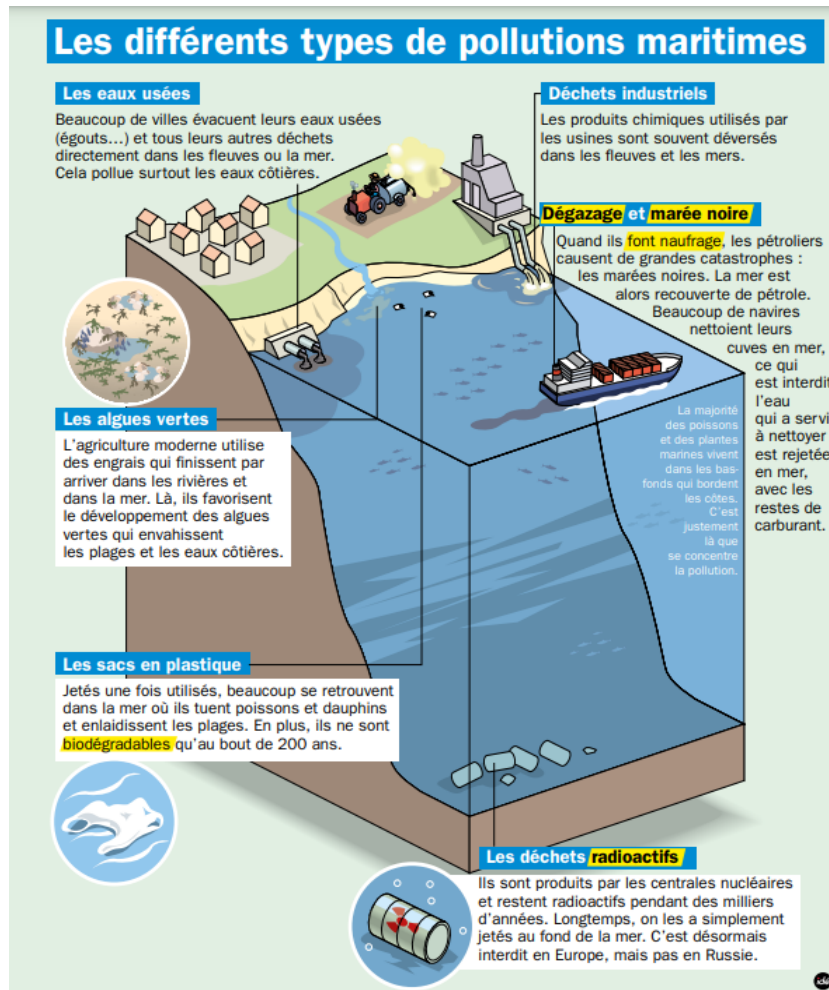 Les différents types de pollutions maritimes
Les eaux usées
Beaucoup de villes évacuent leurs eaux usées
(égouts...) et tous leurs autres déchets
directement dans les fleuves ou la mer.
Cela pollue surtout les eaux côtières.
Déchets industriels
Les produits chimiques utilisés par
les usines sont souvent déversés
dans les fleuves et les mers.
Dégazage et marée noire
Quand ils font naufrage, les pétroliers
causent de grandes catastrophes :
les marées noires. La mer est
alors recouverte de pétrole.
Beaucoup de navires
nettoient leurs
cuves en mer,
ce qui
est interdit
l'eau
qui a servi
à nettoyer
est rejetée
en mer,
avec les
restes de
carburant.
La majorité
des poissons
et des plantes
marines vivent
dans les bas-
fonds qui bordent
les côtes.
C'est
justement
là que
se concentre
la pollution.
Les algues vertes
L'agriculture moderne utilise
des engrais qui finissent par
arriver dans les rivières et
dans la mer. Là, ils favorisent
le développement des algues
vertes qui envahissent
les plages et les eaux côtières.
Les sacs en plastique
Jetés une fois utilisés, beaucoup se retrouvent
dans la mer où ils tuent poissons et dauphins
et enlaidissent les plages. En plus, ils ne sont
biodégradables qu'au bout de 200 ans.
Les déchets radioactifs
Ils sont produits par les centrales nucléaires
et restent radioactifs pendant des milliers
d'années. Longtemps, on les a simplement
jetés au fond de la mer. C'est désormais
interdit en Europe, mais pas en Russie.
idé